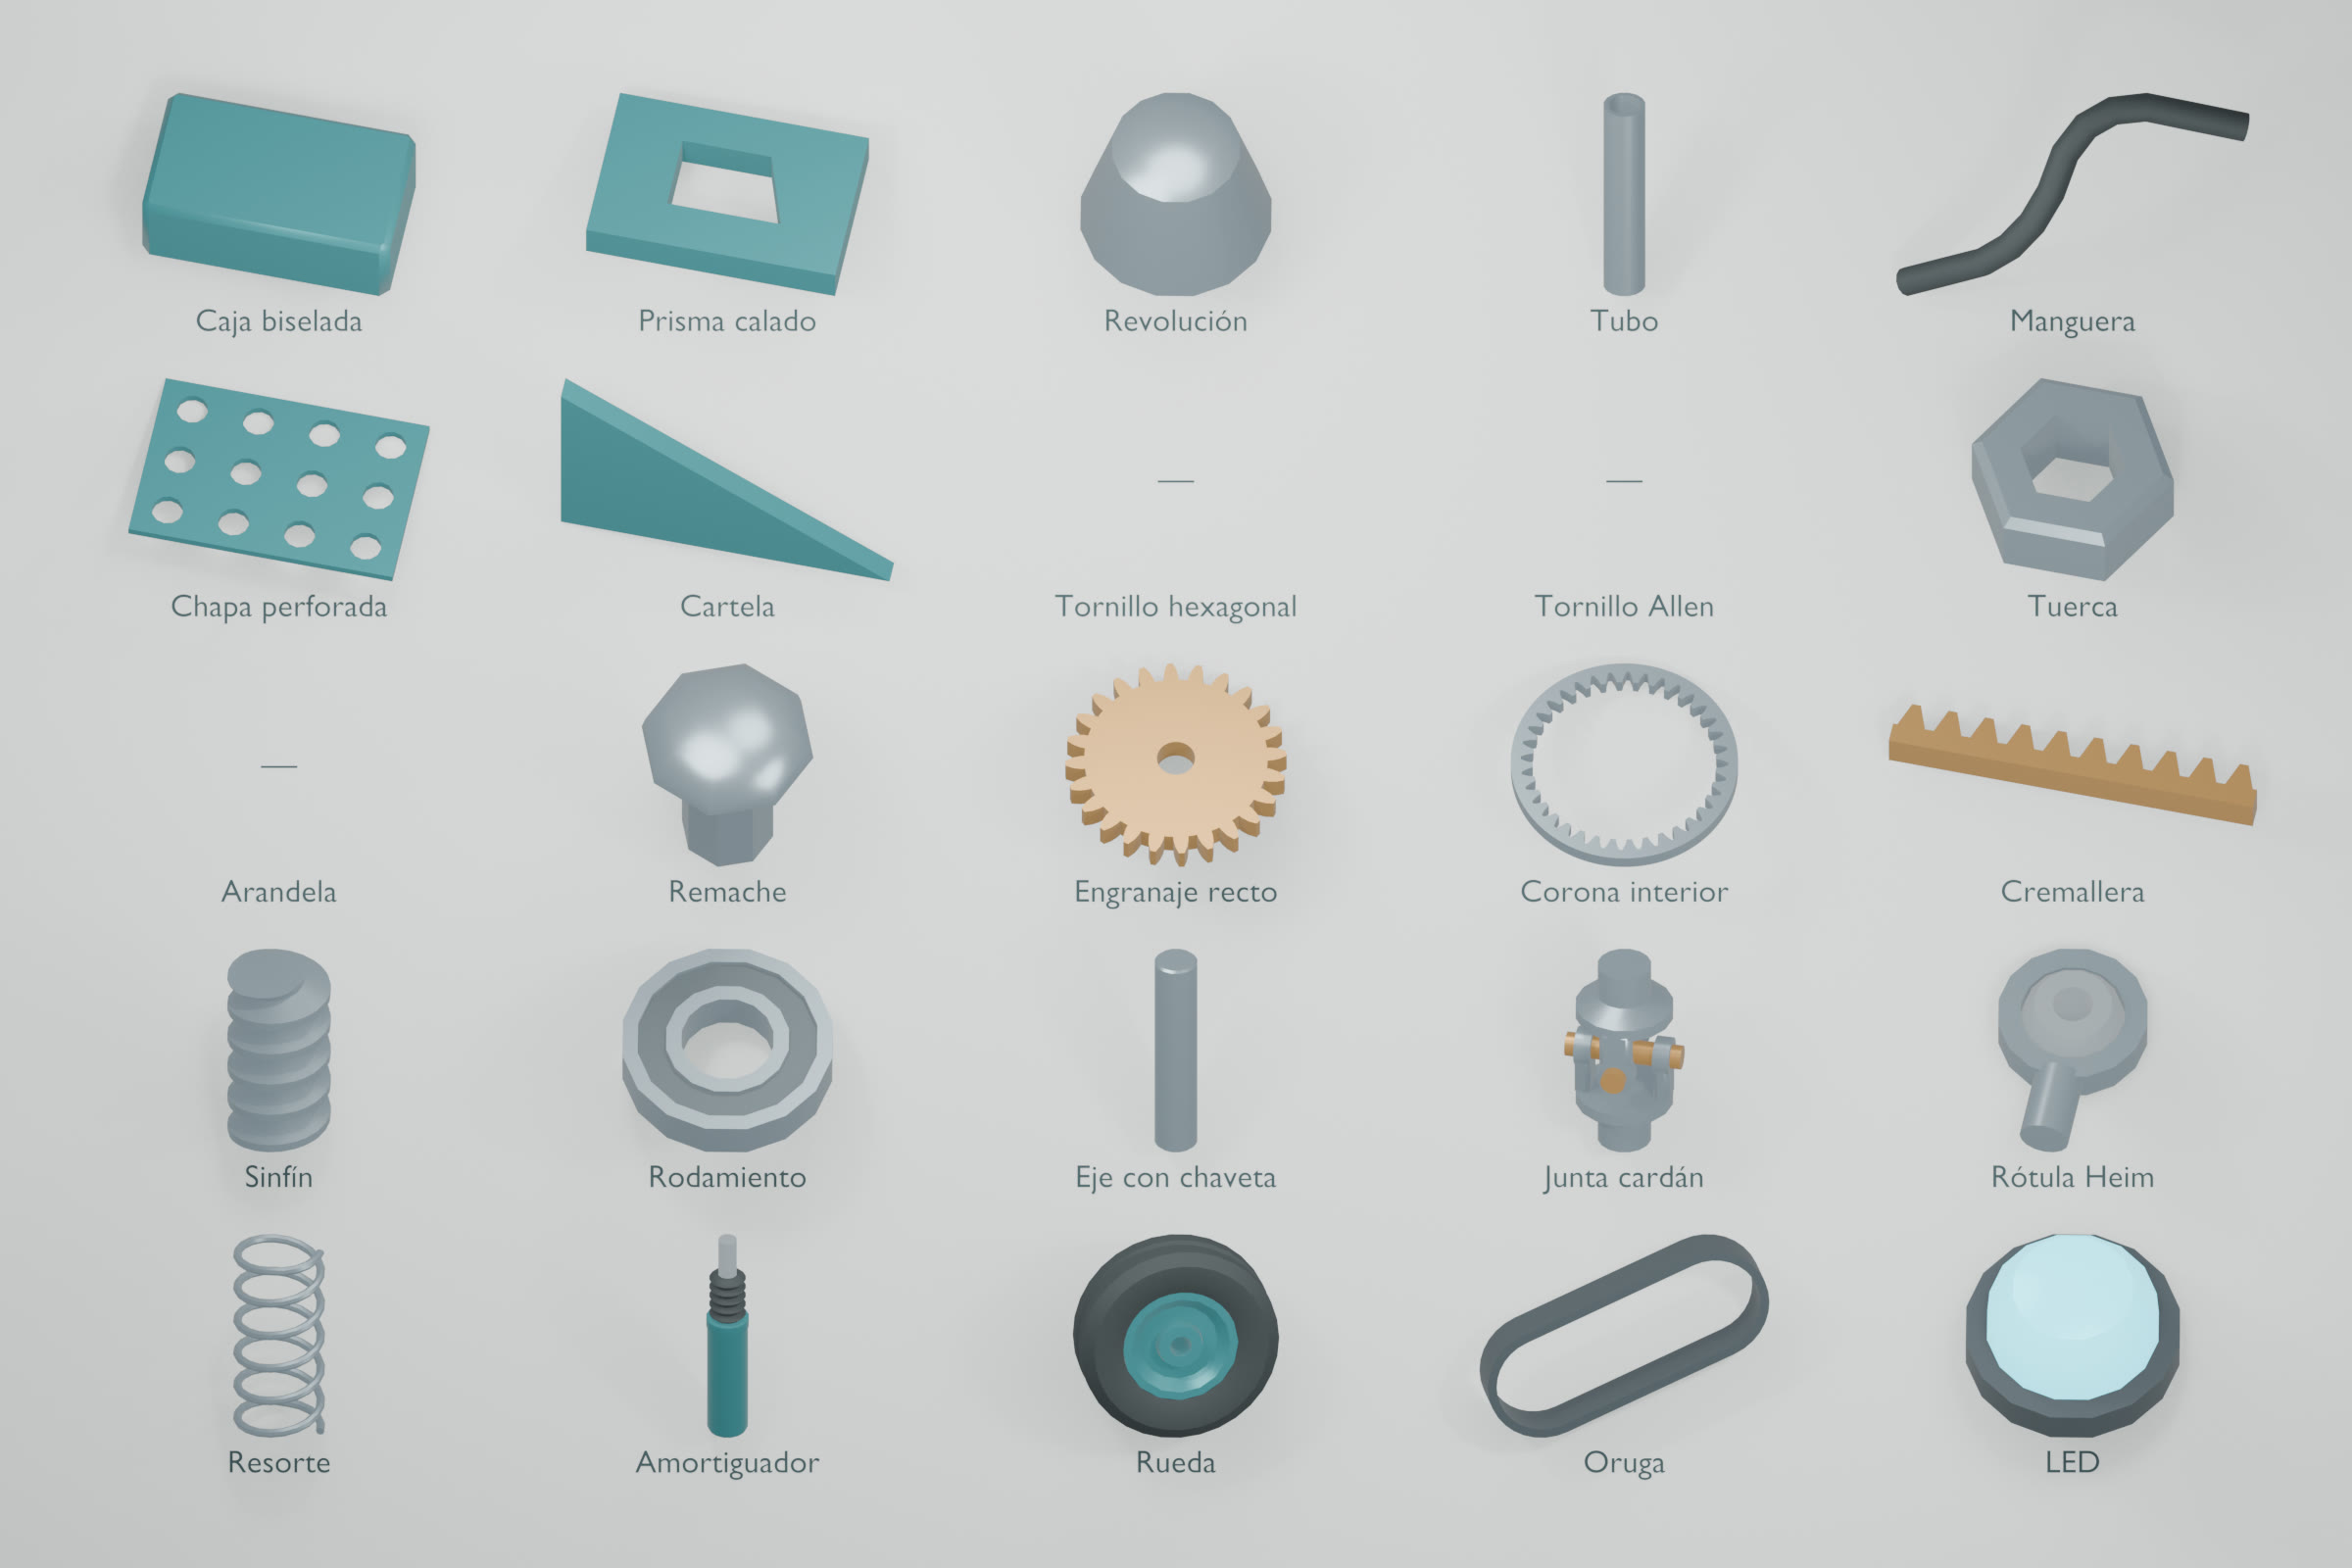 Caja biselada
Prisma calado
Revolución
Tubo
Manguera
Chapa perforada
Cartela
—
Tornillo hexagonal
—
Tornillo Allen
Tuerca
—
Arandela
Remache
Engranaje recto
Corona interior
Cremallera
Sinfín
Rodamiento
Eje con chaveta
Junta cardán
Rótula Heim
Resorte
Amortiguador
Rueda
Oruga
LED